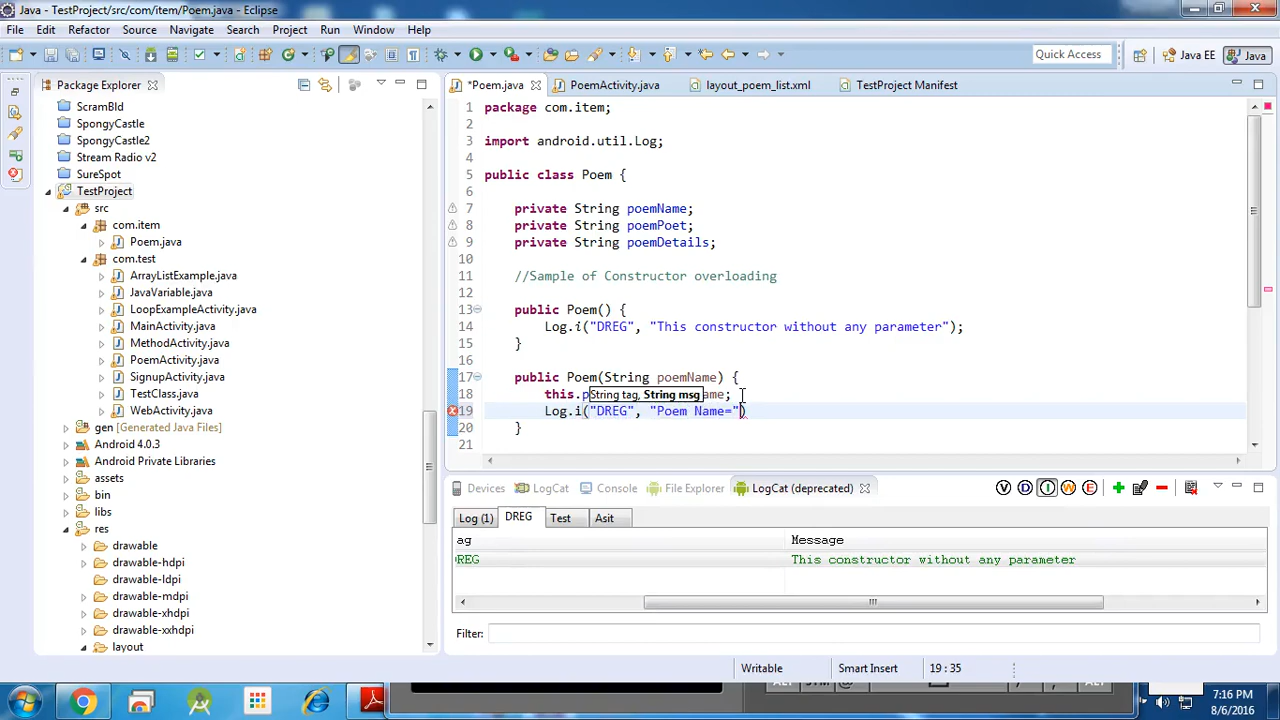 Java - TestProject/src/com/item/Poem.java - Eclipse
File Edit Refactor Source Navigate Search Project Run Window Help
Quick Access Java EE Java
Package Explorer
ScramBld
SpongyCastle
SpongyCastle2
Stream Radio v2
SureSpot
TestProject
src
com.item
Poem.java
com.test
ArrayListExample.java
JavaVariable.java
LoopExampleActivity.java
MainActivity.java
MethodActivity.java
PoemActivity.java
SignupActivity.java
TestClass.java
WebActivity.java
gen [Generated Java Files]
Android 4.0.3
Android Private Libraries
assets
bin
libs
res
drawable
drawable-hdpi
drawable-ldpi
drawable-mdpi
drawable-xhdpi
drawable-xxhdpi
layout
*Poem.java PoemActivity.java layout_poem_list.xml TestProject Manifest
1 package com.item;
2
3 import android.util.Log;
4
5 public class Poem {
6
7 private String poemName;
8 private String poemPoet;
9 private String poemDetails;
10
11 //Sample of Constructor overloading
12
13 public Poem() {
14 Log.i("DREG", "This constructor without any parameter");
15 }
16
17 public Poem(String poemName) {
18 this.p String tag, String msg ame;
19 Log.i("DREG", "Poem Name=")
20 }
21
Devices LogCat Console File Explorer LogCat (deprecated)
V D I W E
Log (1) DREG Test Asit
ag Message
REG This constructor without any parameter
Filter:
Writable Smart Insert 19 : 35
7:16 PM
8/6/2016